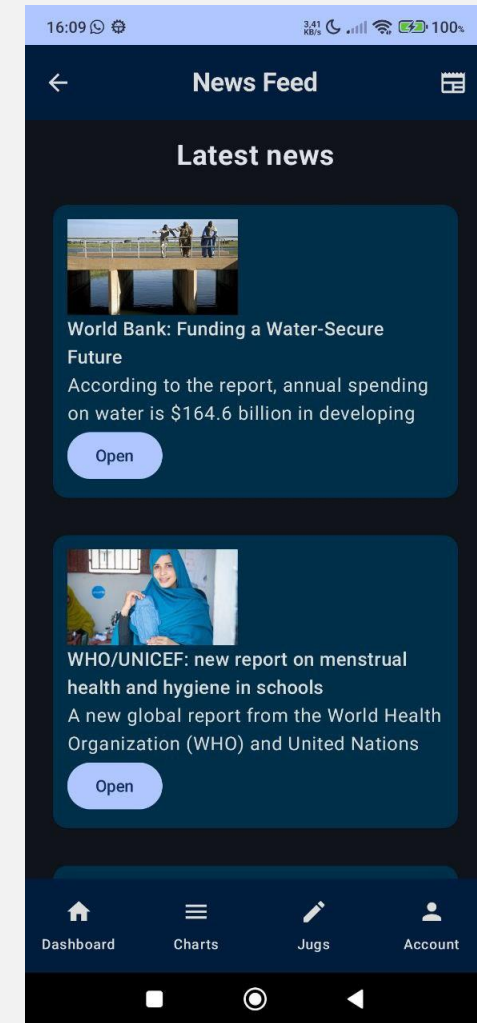 16:09
3,41
KB/s
100%
News Feed
Latest news
World Bank: Funding a Water-Secure
Future
According to the report, annual spending
on water is $164.6 billion in developing
Open
WHO/UNICEF: new report on menstrual
health and hygiene in schools
A new global report from the World Health
Organization (WHO) and United Nations
Open
Dashboard
Charts
Jugs
Account